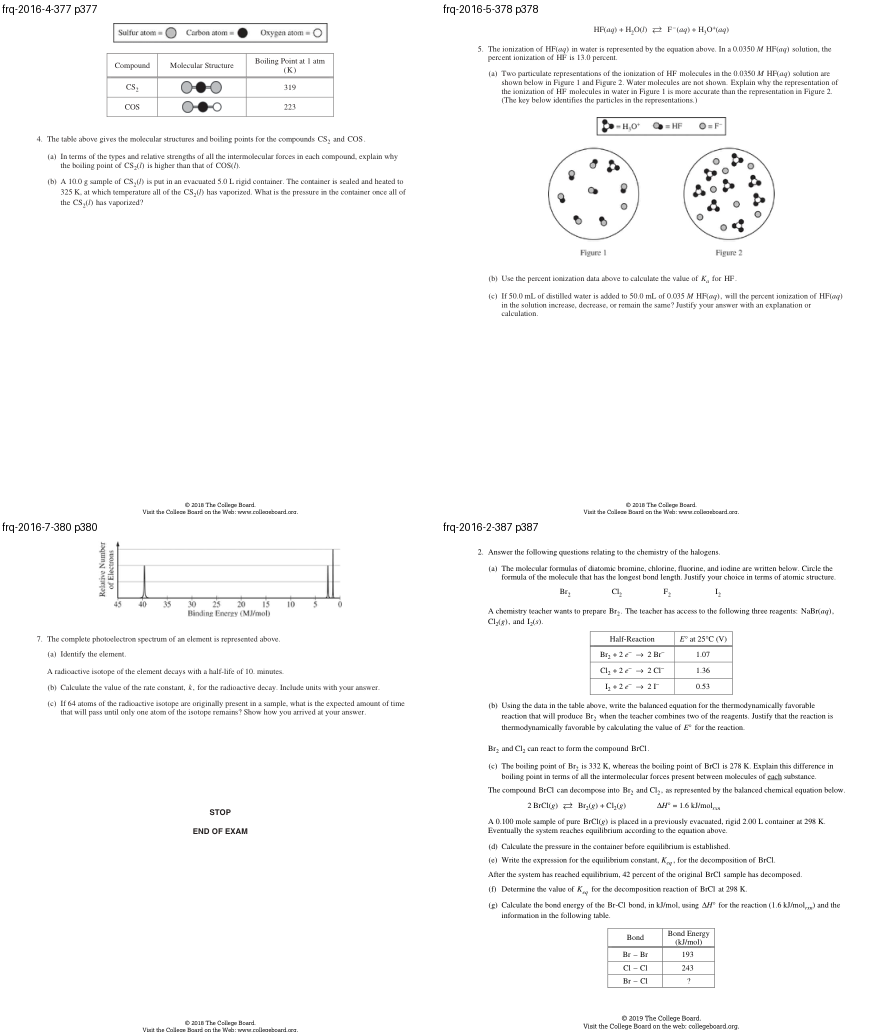 frq-2016-4-377 p377
Sulfur atom = Carbon atom = Oxygen atom =
Compound Molecular Structure Boiling Point at 1 atm (K)
CS₂ 319
COS 223
4. The table above gives the molecular structures and boiling points for the compounds CS₂ and COS.
(a) In terms of the types and relative strengths of all the intermolecular forces in each compound, explain why
the boiling point of CS₂(l) is higher than that of COS(l).
(b) A 10.0 g sample of CS₂(l) is put in an evacuated 5.0 L rigid container. The container is sealed and heated to
325 K, at which temperature all of the CS₂(l) has vaporized. What is the pressure in the container once all of
the CS₂(l) has vaporized?
© 2018 The College Board.
Visit the College Board on the Web: www.collegeboard.org.
frq-2016-5-378 p378
HF(aq) + H₂O(l) ⇄ F⁻(aq) + H₃O⁺(aq)
5. The ionization of HF(aq) in water is represented by the equation above. In a 0.0350 M HF(aq) solution, the
percent ionization of HF is 13.0 percent.
(a) Two particulate representations of the ionization of HF molecules in the 0.0350 M HF(aq) solution are
shown below in Figure 1 and Figure 2. Water molecules are not shown. Explain why the representation of
the ionization of HF molecules in water in Figure 1 is more accurate than the representation in Figure 2.
(The key below identifies the particles in the representations.)
= H₃O⁺ = HF = F⁻
Figure 1 Figure 2
(b) Use the percent ionization data above to calculate the value of Kₐ for HF.
(c) If 50.0 mL of distilled water is added to 50.0 mL of 0.035 M HF(aq), will the percent ionization of HF(aq)
in the solution increase, decrease, or remain the same? Justify your answer with an explanation or
calculation.
© 2018 The College Board.
Visit the College Board on the Web: www.collegeboard.org.
frq-2016-7-380 p380
Relative Number
of Electrons
45 40 35 30 25 20 15 10 5 0
Binding Energy (MJ/mol)
7. The complete photoelectron spectrum of an element is represented above.
(a) Identify the element.
A radioactive isotope of the element decays with a half-life of 10. minutes.
(b) Calculate the value of the rate constant, k, for the radioactive decay. Include units with your answer.
(c) If 64 atoms of the radioactive isotope are originally present in a sample, what is the expected amount of time
that will pass until only one atom of the isotope remains? Show how you arrived at your answer.
STOP
END OF EXAM
© 2018 The College Board.
Visit the College Board on the Web: www.collegeboard.org.
frq-2016-2-387 p387
2. Answer the following questions relating to the chemistry of the halogens.
(a) The molecular formulas of diatomic bromine, chlorine, fluorine, and iodine are written below. Circle the
formula of the molecule that has the longest bond length. Justify your choice in terms of atomic structure.
Br₂ Cl₂ F₂ I₂
A chemistry teacher wants to prepare Br₂. The teacher has access to the following three reagents: NaBr(aq),
Cl₂(g), and I₂(s).
Half-Reaction E° at 25°C (V)
Br₂ + 2 e⁻ → 2 Br⁻ 1.07
Cl₂ + 2 e⁻ → 2 Cl⁻ 1.36
I₂ + 2 e⁻ → 2 I⁻ 0.53
(b) Using the data in the table above, write the balanced equation for the thermodynamically favorable
reaction that will produce Br₂ when the teacher combines two of the reagents. Justify that the reaction is
thermodynamically favorable by calculating the value of E° for the reaction.
Br₂ and Cl₂ can react to form the compound BrCl.
(c) The boiling point of Br₂ is 332 K, whereas the boiling point of BrCl is 278 K. Explain this difference in
boiling point in terms of all the intermolecular forces present between molecules of each substance.
The compound BrCl can decompose into Br₂ and Cl₂, as represented by the balanced chemical equation below.
2 BrCl(g) ⇄ Br₂(g) + Cl₂(g) ΔH° = 1.6 kJ/molᵣₓₙ
A 0.100 mole sample of pure BrCl(g) is placed in a previously evacuated, rigid 2.00 L container at 298 K.
Eventually the system reaches equilibrium according to the equation above.
(d) Calculate the pressure in the container before equilibrium is established.
(e) Write the expression for the equilibrium constant, Keq, for the decomposition of BrCl.
After the system has reached equilibrium, 42 percent of the original BrCl sample has decomposed.
(f) Determine the value of Keq for the decomposition reaction of BrCl at 298 K.
(g) Calculate the bond energy of the Br-Cl bond, in kJ/mol, using ΔH° for the reaction (1.6 kJ/molᵣₓₙ) and the
information in the following table.
Bond Bond Energy (kJ/mol)
Br – Br 193
Cl – Cl 243
Br – Cl ?
© 2019 The College Board.
Visit the College Board on the web: collegeboard.org.